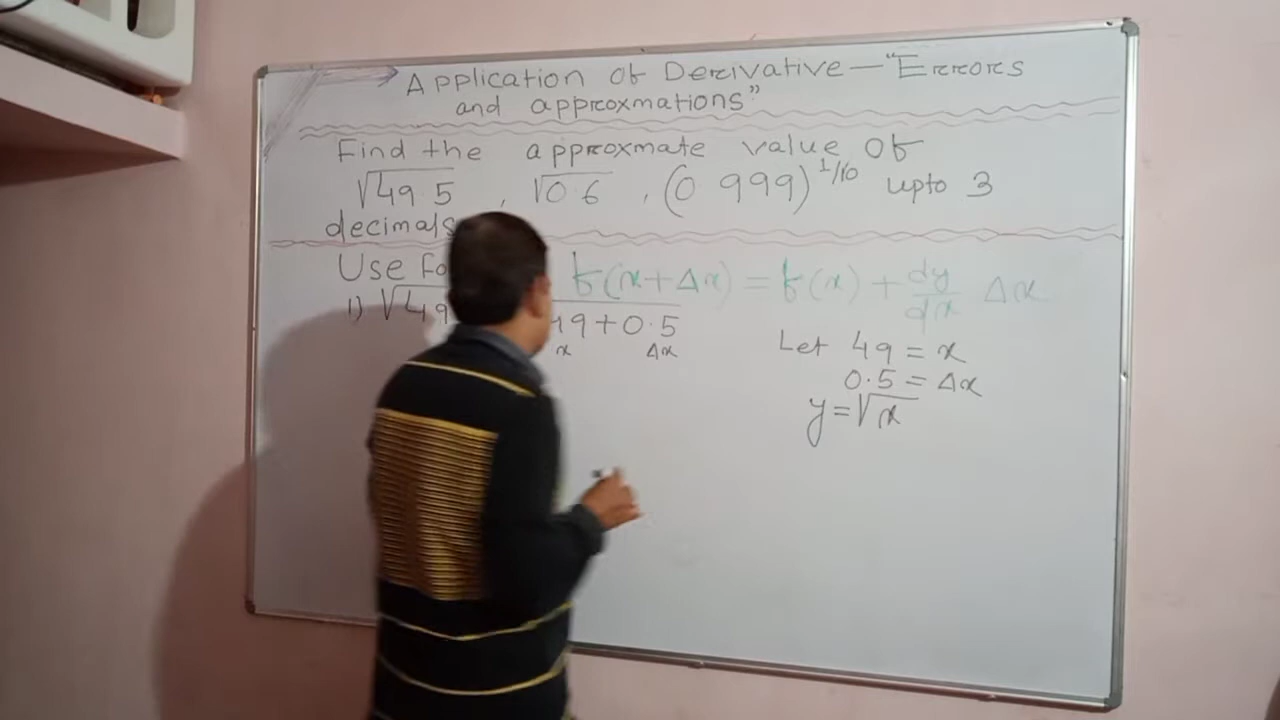 Application of Derivative — "Errors
and approxmations"
Find the approxmate value of
√49.5 , √0.6 , (0.999)^1/10 upto 3
decimals
Use f(x+Δx) = f(x) + dy/dx Δx
1) √49 49+0.5
x Δx
Let 49 = x
0.5 = Δx
y = √x